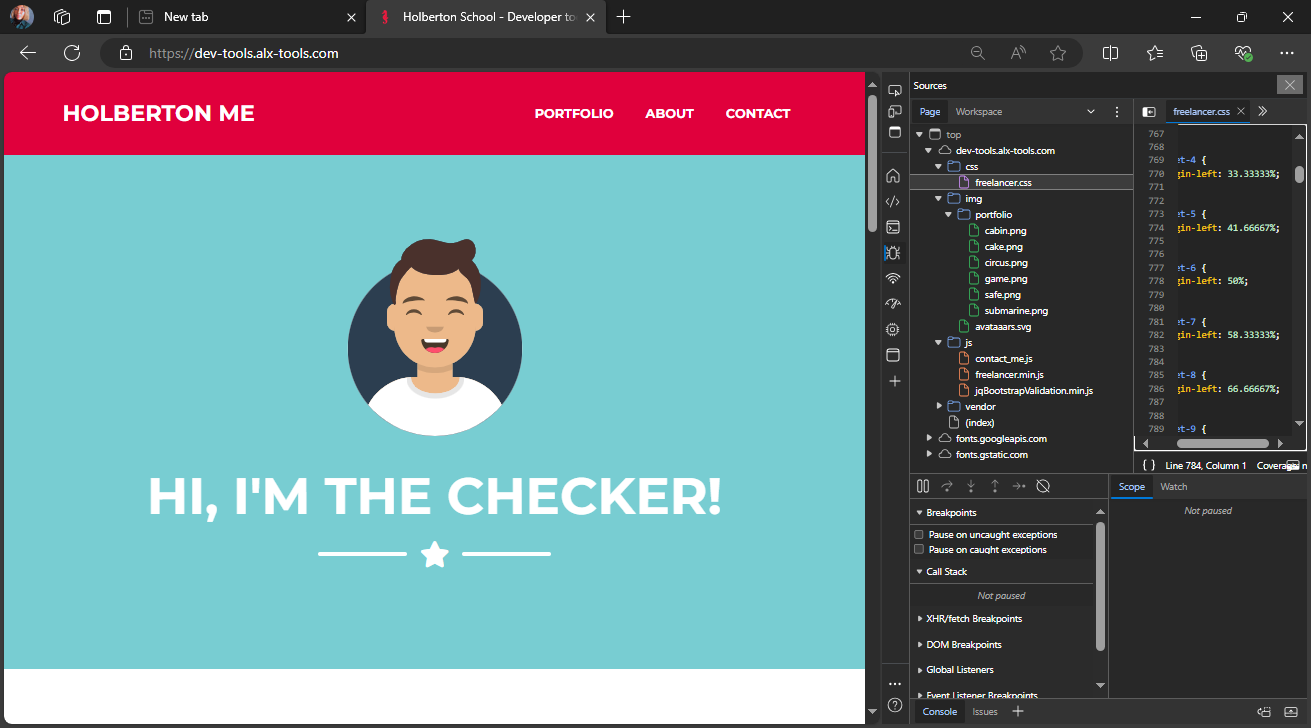 New tab
Holberton School - Developer to
https://dev-tools.alx-tools.com
HOLBERTON ME
PORTFOLIO
ABOUT
CONTACT
HI, I'M THE CHECKER!
Sources
Page
Workspace
freelancer.css
top
dev-tools.alx-tools.com
css
freelancer.css
img
portfolio
cabin.png
cake.png
circus.png
game.png
safe.png
submarine.png
avataaars.svg
js
contact_me.js
freelancer.min.js
jqBootstrapValidation.min.js
vendor
(index)
fonts.googleapis.com
fonts.gstatic.com
767
768
769 et-4 {
770 gin-left: 33.33333%;
771
772
773 et-5 {
774 gin-left: 41.66667%;
775
776
777 et-6 {
778 gin-left: 50%;
779
780
781 et-7 {
782 gin-left: 58.33333%;
783
784
785 et-8 {
786 gin-left: 66.66667%;
787
788
789 et-9 {
{ } Line 784, Column 1
Breakpoints
Pause on uncaught exceptions
Pause on caught exceptions
Call Stack
Not paused
XHR/fetch Breakpoints
DOM Breakpoints
Global Listeners
Event Listener Breakpoints
Scope
Watch
Not paused
Console
Issues